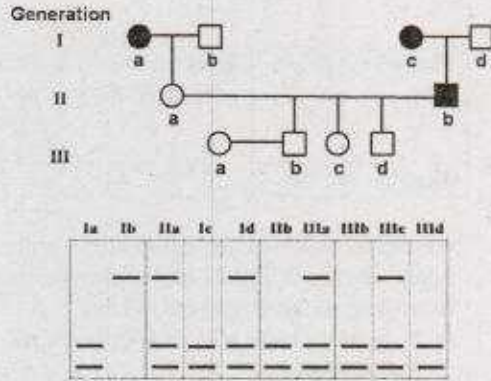 Generation
I
a b c d
II
a b
III
a b c d
Ia Ib IIa Ic Id IIb IIIa IIIb IIIc IIId